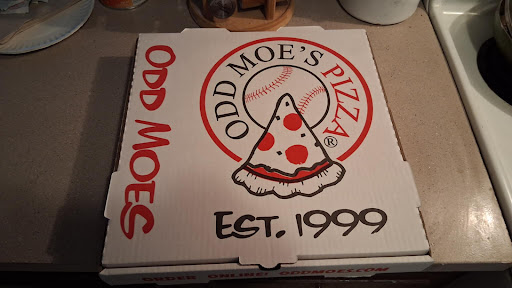 ODD MOES
ODD MOE'S PIZZA®
EST. 1999
ORDER ONLINE! ODDMOES.COM